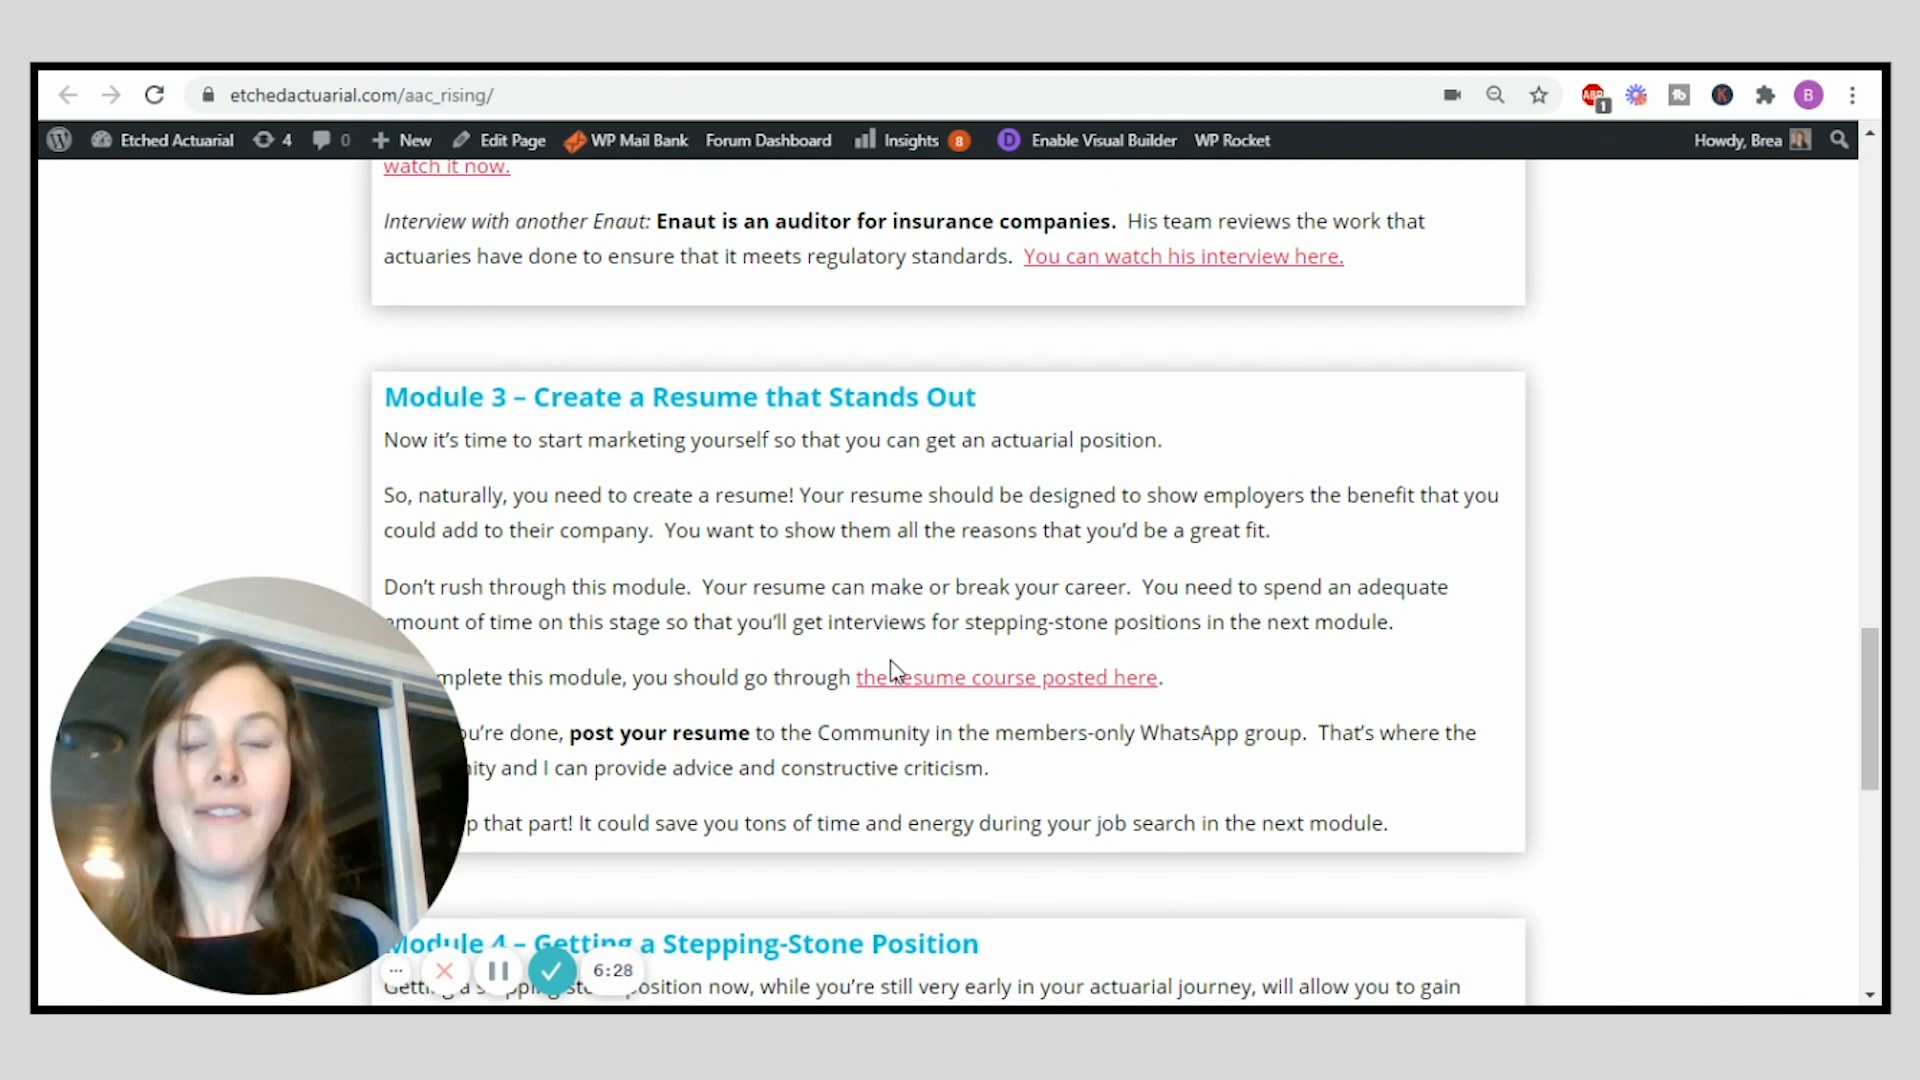 etchedactuarial.com/aac_rising/
1
B
Etched Actuarial 4 0 New Edit Page WP Mail Bank Forum Dashboard Insights 8 D Enable Visual Builder WP Rocket Howdy, Brea
watch it now.
Interview with another Enaut: Enaut is an auditor for insurance companies. His team reviews the work that
actuaries have done to ensure that it meets regulatory standards. You can watch his interview here.
Module 3 – Create a Resume that Stands Out
Now it's time to start marketing yourself so that you can get an actuarial position.
So, naturally, you need to create a resume! Your resume should be designed to show employers the benefit that you
could add to their company. You want to show them all the reasons that you'd be a great fit.
Don't rush through this module. Your resume can make or break your career. You need to spend an adequate
amount of time on this stage so that you'll get interviews for stepping-stone positions in the next module.
mplete this module, you should go through the resume course posted here.
ou're done, post your resume to the Community in the members-only WhatsApp group. That's where the
nity and I can provide advice and constructive criticism.
p that part! It could save you tons of time and energy during your job search in the next module.
Module 4 – Getting a Stepping-Stone Position
6:28
Getting a position now, while you're still very early in your actuarial journey, will allow you to gain